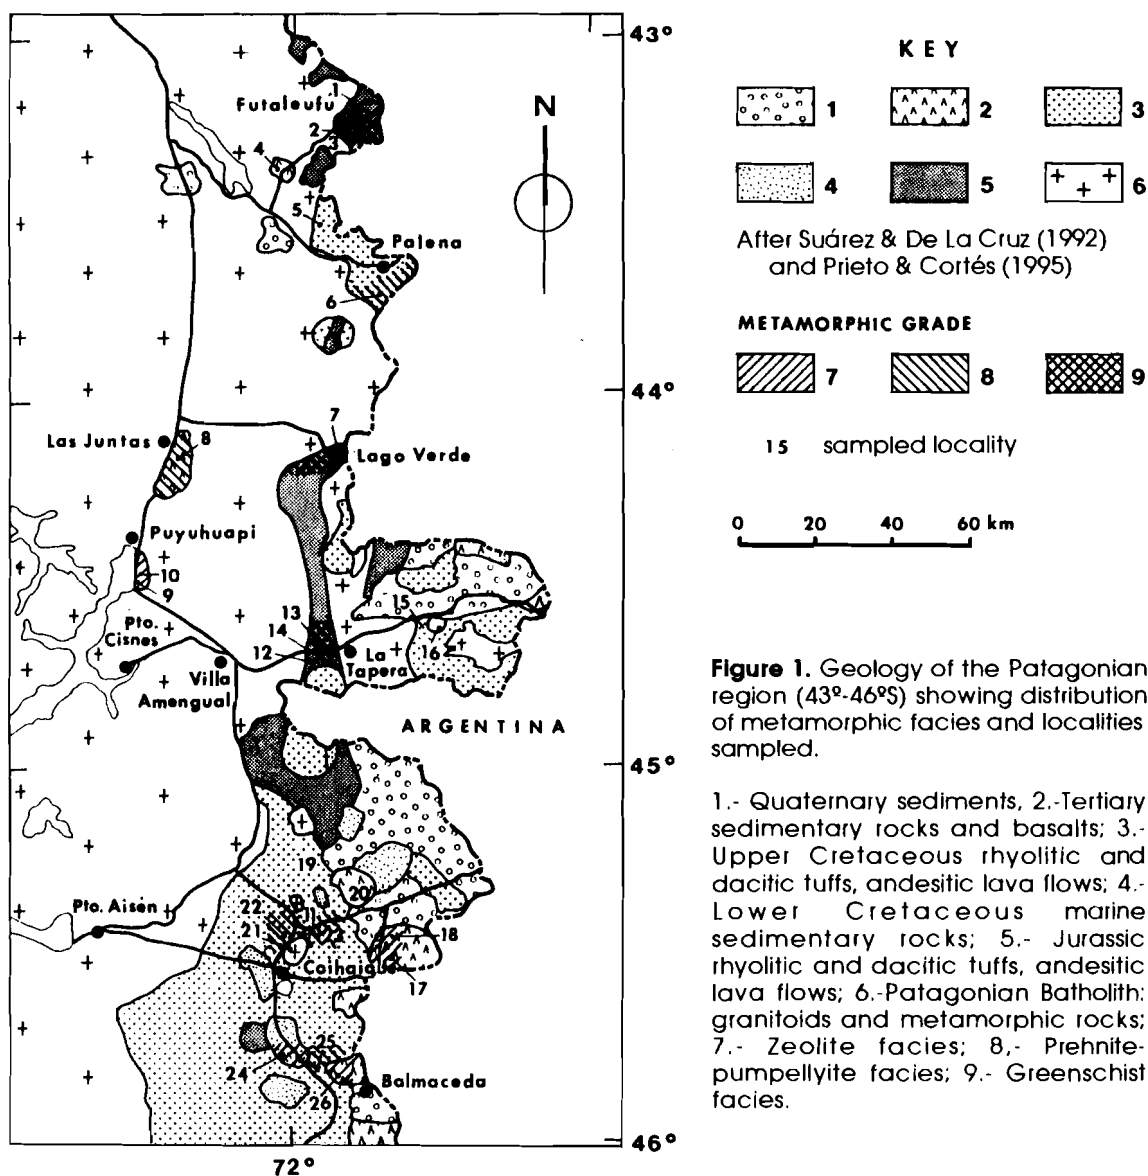 43°
1
Futaleufu
2
3
4
5
Palena
6
N
44°
7
Las Juntas
8
Lago Verde
Puyuhuapi
10
9
13
15
14
Pto.
Cisnes
12
16
La
Tapera
Villa
Amengual
ARGENTINA
45°
19
20
22
11
21
23
18
Pto. Aisén
Coihaique
17
25
24
Balmaceda
26
46°
72°
KEY
1
2
3
4
5
6
After Suárez & De La Cruz (1992)
and Prieto & Cortés (1995)
METAMORPHIC GRADE
7
8
9
15 sampled locality
0 20 40 60 km
Figure 1. Geology of the Patagonian
region (43º-46ºS) showing distribution
of metamorphic facies and localities
sampled.
1.- Quaternary sediments, 2.-Tertiary
sedimentary rocks and basalts; 3.-
Upper Cretaceous rhyolitic and
dacitic tuffs, andesitic lava flows; 4.-
Lower Cretaceous marine
sedimentary rocks; 5.- Jurassic
rhyolitic and dacitic tuffs, andesitic
lava flows; 6.-Patagonian Batholith:
granitoids and metamorphic rocks;
7.- Zeolite facies; 8,- Prehnite-
pumpellyite facies; 9.- Greenschist
facies.